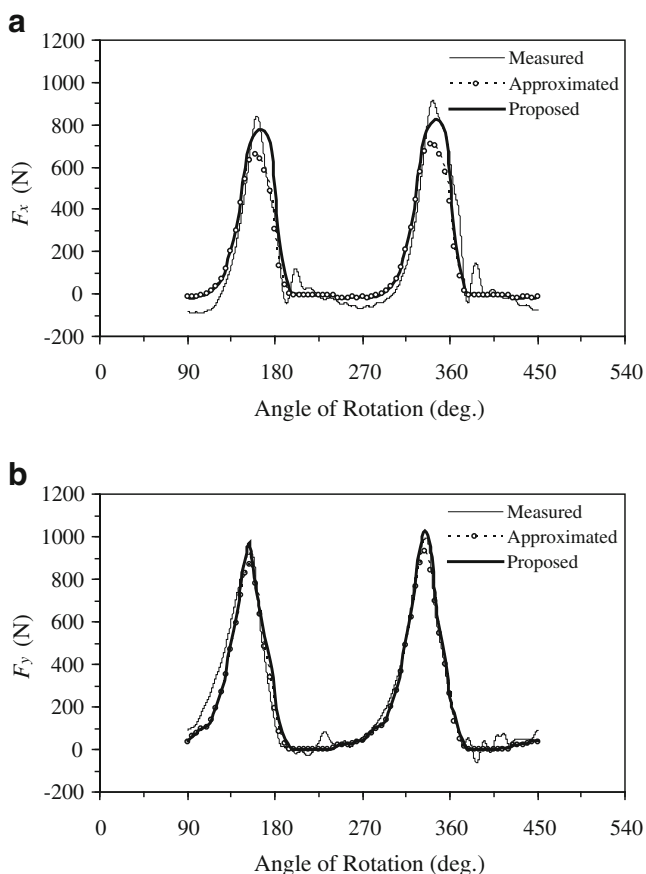 a
1200
1000
800
600
400
200
0
-200
Fx (N)
Measured
Approximated
Proposed
0 90 180 270 360 450 540
Angle of Rotation (deg.)
b
1200
1000
800
600
400
200
0
-200
Fy (N)
Measured
Approximated
Proposed
0 90 180 270 360 450 540
Angle of Rotation (deg.)